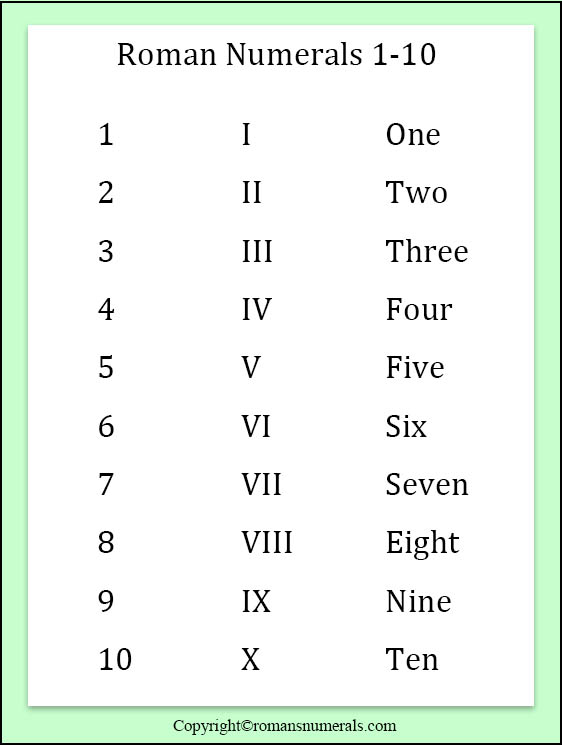 Roman Numerals 1-10
1 I One
2 II Two
3 III Three
4 IV Four
5 V Five
6 VI Six
7 VII Seven
8 VIII Eight
9 IX Nine
10 X Ten
Copyright©romansnumerals.com